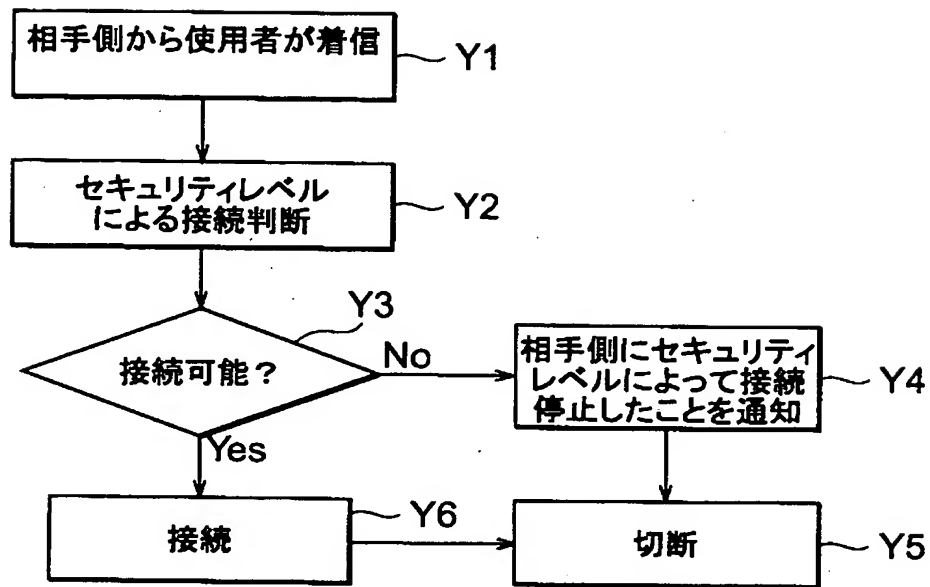 相手側から使用者が着信
Y1
セキュリティレベル
による接続判断
Y2
Y3
接続可能?
No
相手側にセキュリティ
レベルによって接続
停止したことを通知
Y4
Yes
接続
Y6
切断
Y5